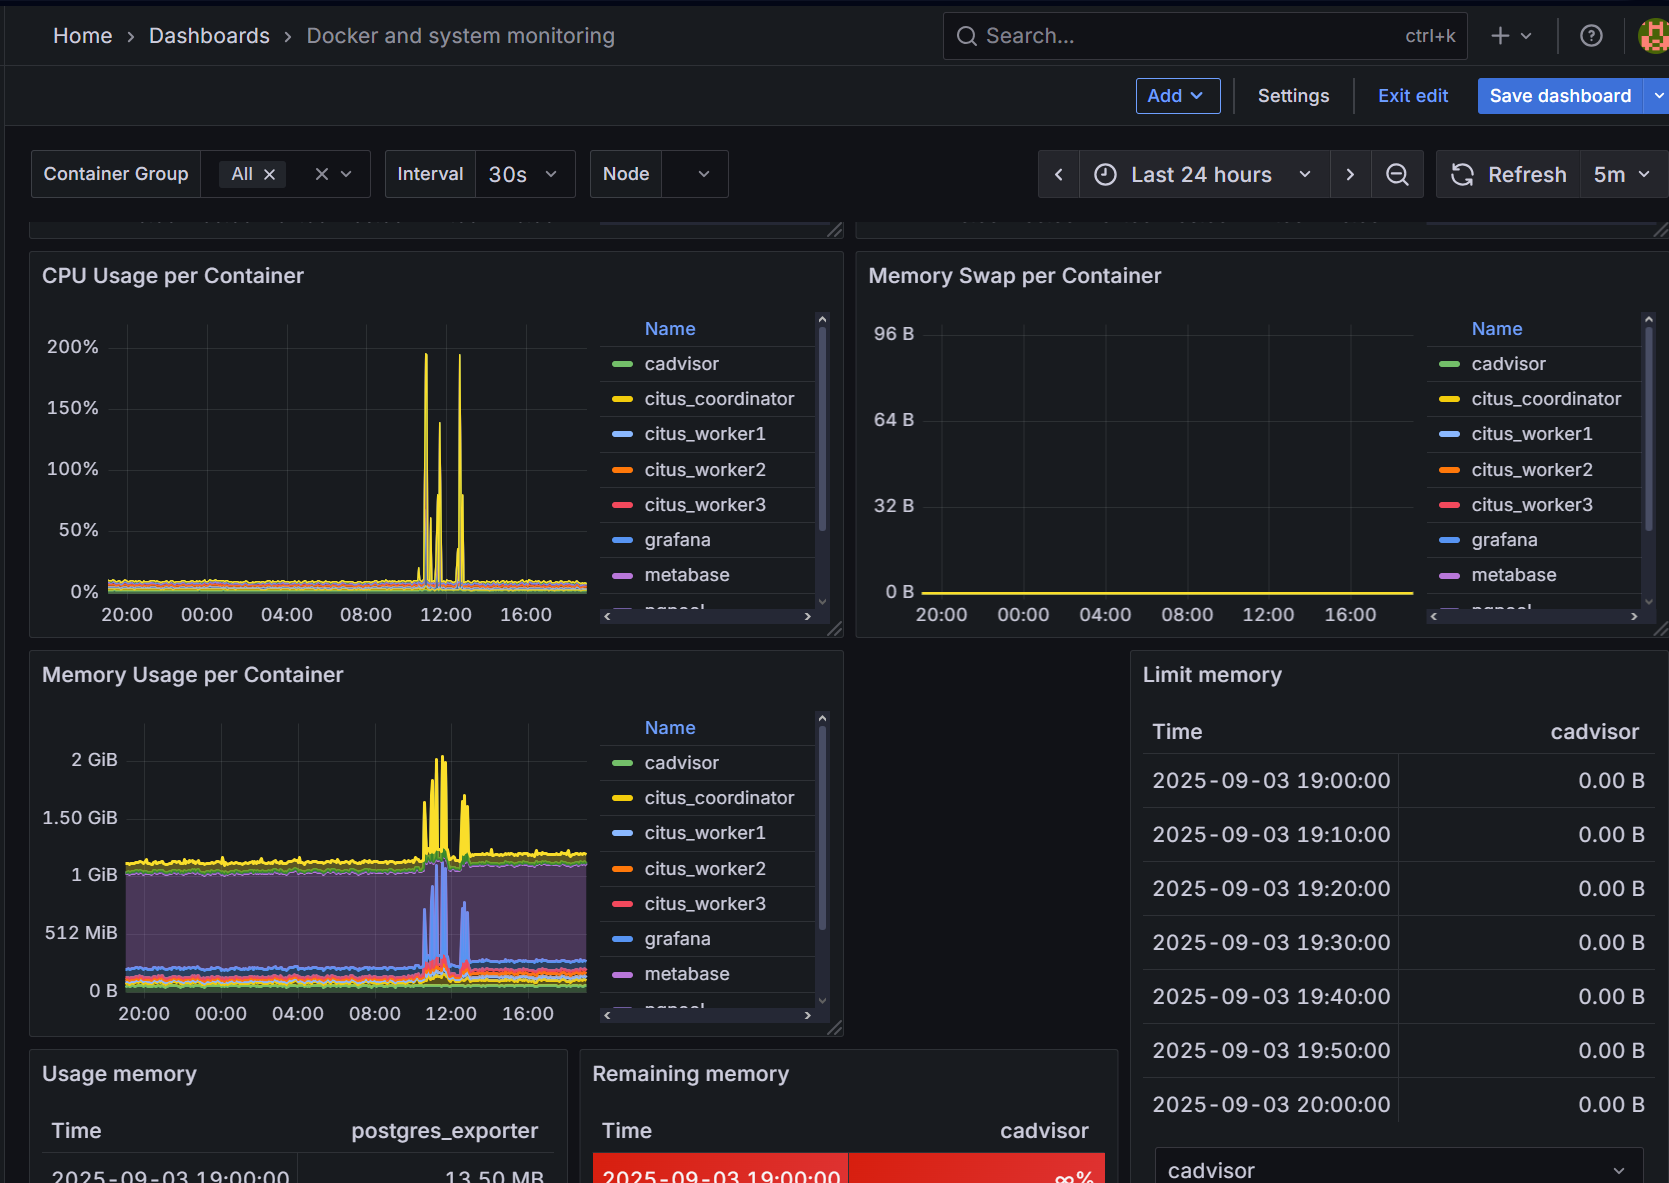 Home › Dashboards › Docker and system monitoring
Search...
ctrl+k
Add
Settings
Exit edit
Save dashboard
Container Group
All
Interval
30s
Node
Last 24 hours
Refresh
5m
CPU Usage per Container
200%
150%
100%
50%
0%
20:00 00:00 04:00 08:00 12:00 16:00
Name
cadvisor
citus_coordinator
citus_worker1
citus_worker2
citus_worker3
grafana
metabase
Memory Swap per Container
96 B
64 B
32 B
0 B
20:00 00:00 04:00 08:00 12:00 16:00
Name
cadvisor
citus_coordinator
citus_worker1
citus_worker2
citus_worker3
grafana
metabase
Memory Usage per Container
2 GiB
1.50 GiB
1 GiB
512 MiB
0 B
20:00 00:00 04:00 08:00 12:00 16:00
Name
cadvisor
citus_coordinator
citus_worker1
citus_worker2
citus_worker3
grafana
metabase
Limit memory
Time cadvisor
2025-09-03 19:00:00 0.00 B
2025-09-03 19:10:00 0.00 B
2025-09-03 19:20:00 0.00 B
2025-09-03 19:30:00 0.00 B
2025-09-03 19:40:00 0.00 B
2025-09-03 19:50:00 0.00 B
2025-09-03 20:00:00 0.00 B
cadvisor
Usage memory
Time postgres_exporter
2025-09-03 19:00:00 13.50 MB
Remaining memory
Time cadvisor
2025-09-03 19:00:00 ∞%